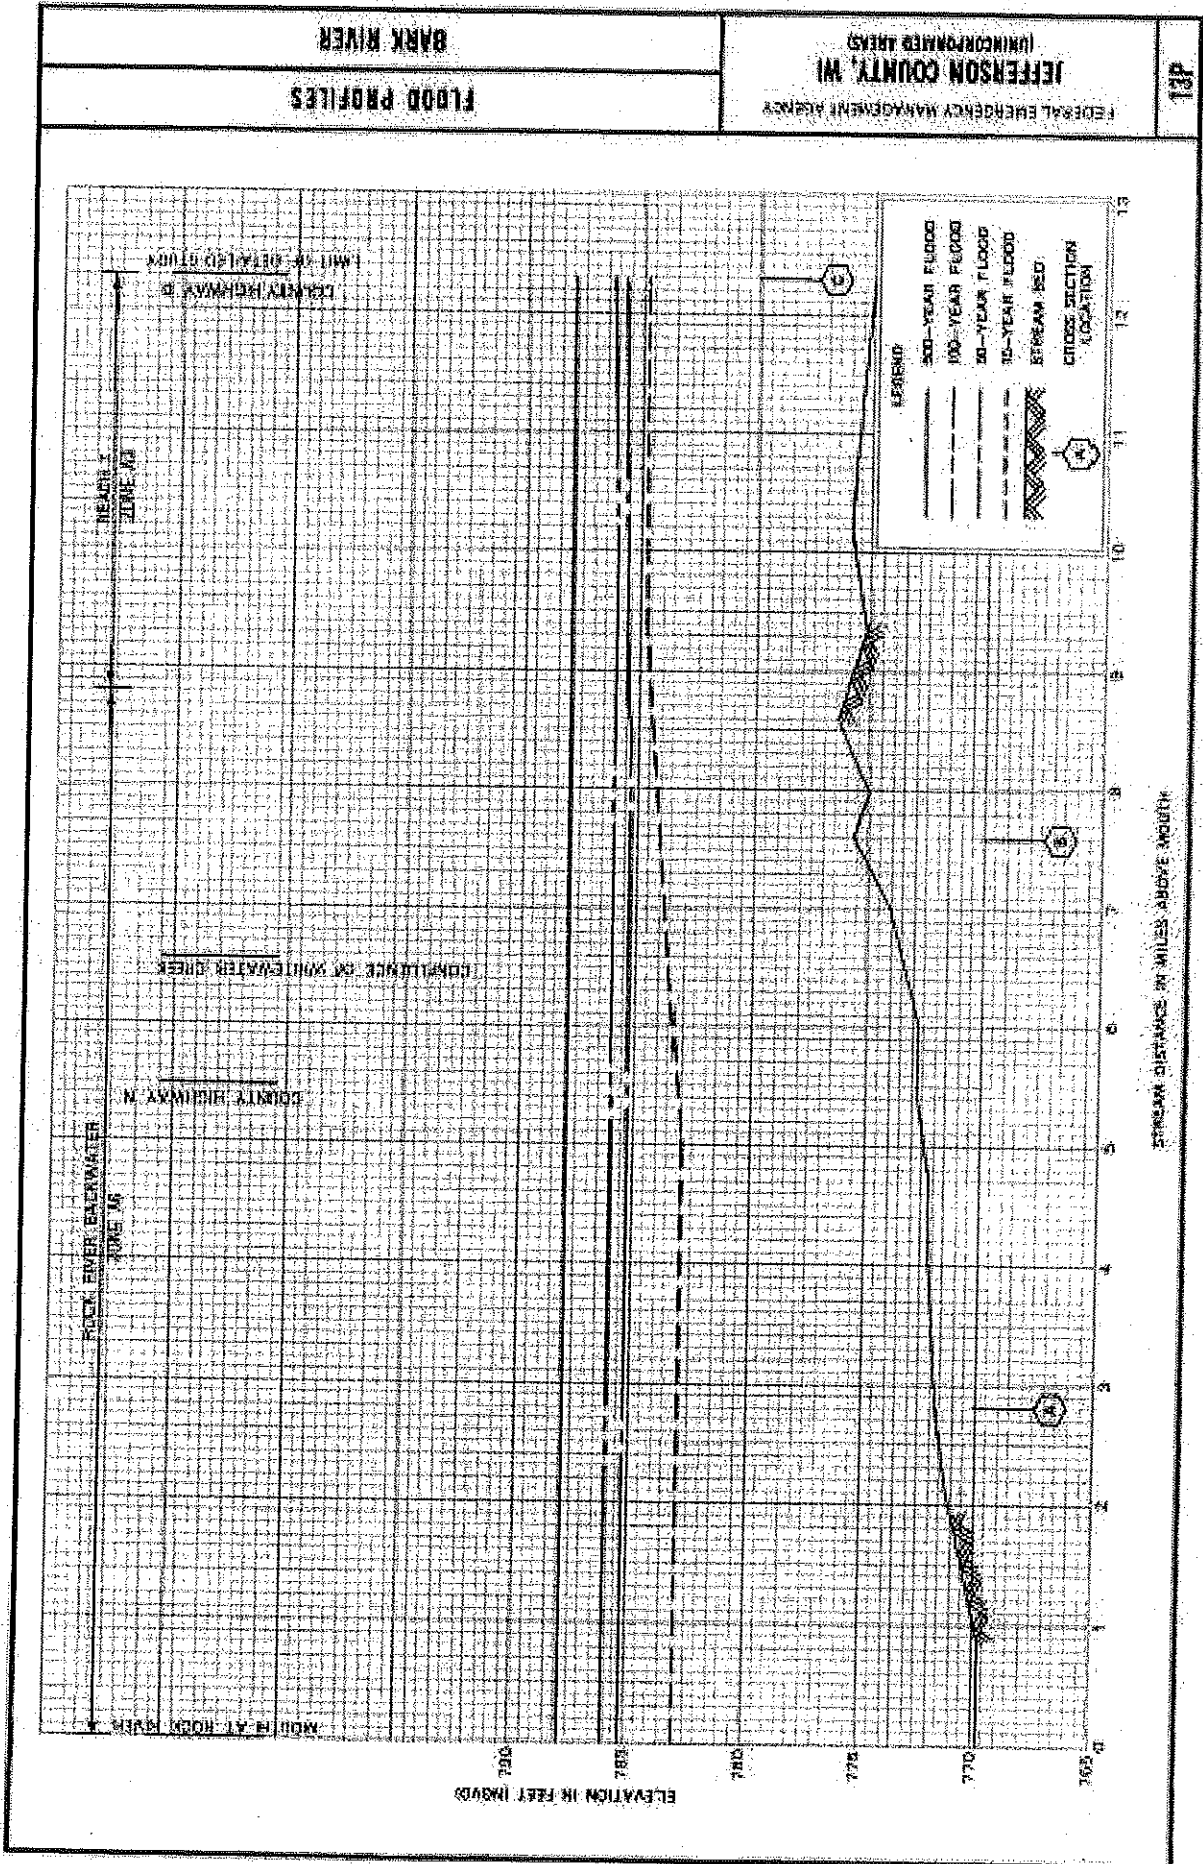 BARK RIVER
FLOOD PROFILES
FEDERAL EMERGENCY MANAGEMENT AGENCY
JEFFERSON COUNTY, WI
(UNINCORPORATED AREAS)
13P
LIMIT OF DETAILED STUDY
COUNTY HIGHWAY D
REACH 1
CONFLUENCE OF WHITEWATER CREEK
COUNTY HIGHWAY N
ROCK RIVER BACKWATER
ZONE A6
MOUTH AT ROCK RIVER
LEGEND
500-YEAR FLOOD
100-YEAR FLOOD
50-YEAR FLOOD
10-YEAR FLOOD
STREAM BED
CROSS SECTION
LOCATION
A
A
B
ELEVATION IN FEET (NGVD)
790
785
780
775
770
765
0
1
2
3
4
5
6
7
8
9
10
11
12
13
STREAM DISTANCE IN MILES ABOVE MOUTH